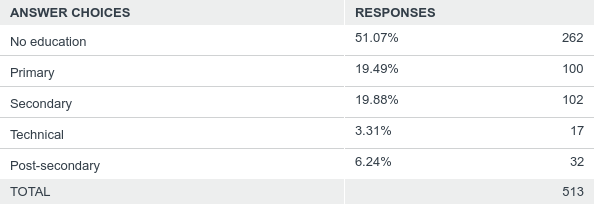 ANSWER CHOICES RESPONSES
No education 51.07% 262
Primary 19.49% 100
Secondary 19.88% 102
Technical 3.31% 17
Post-secondary 6.24% 32
TOTAL 513